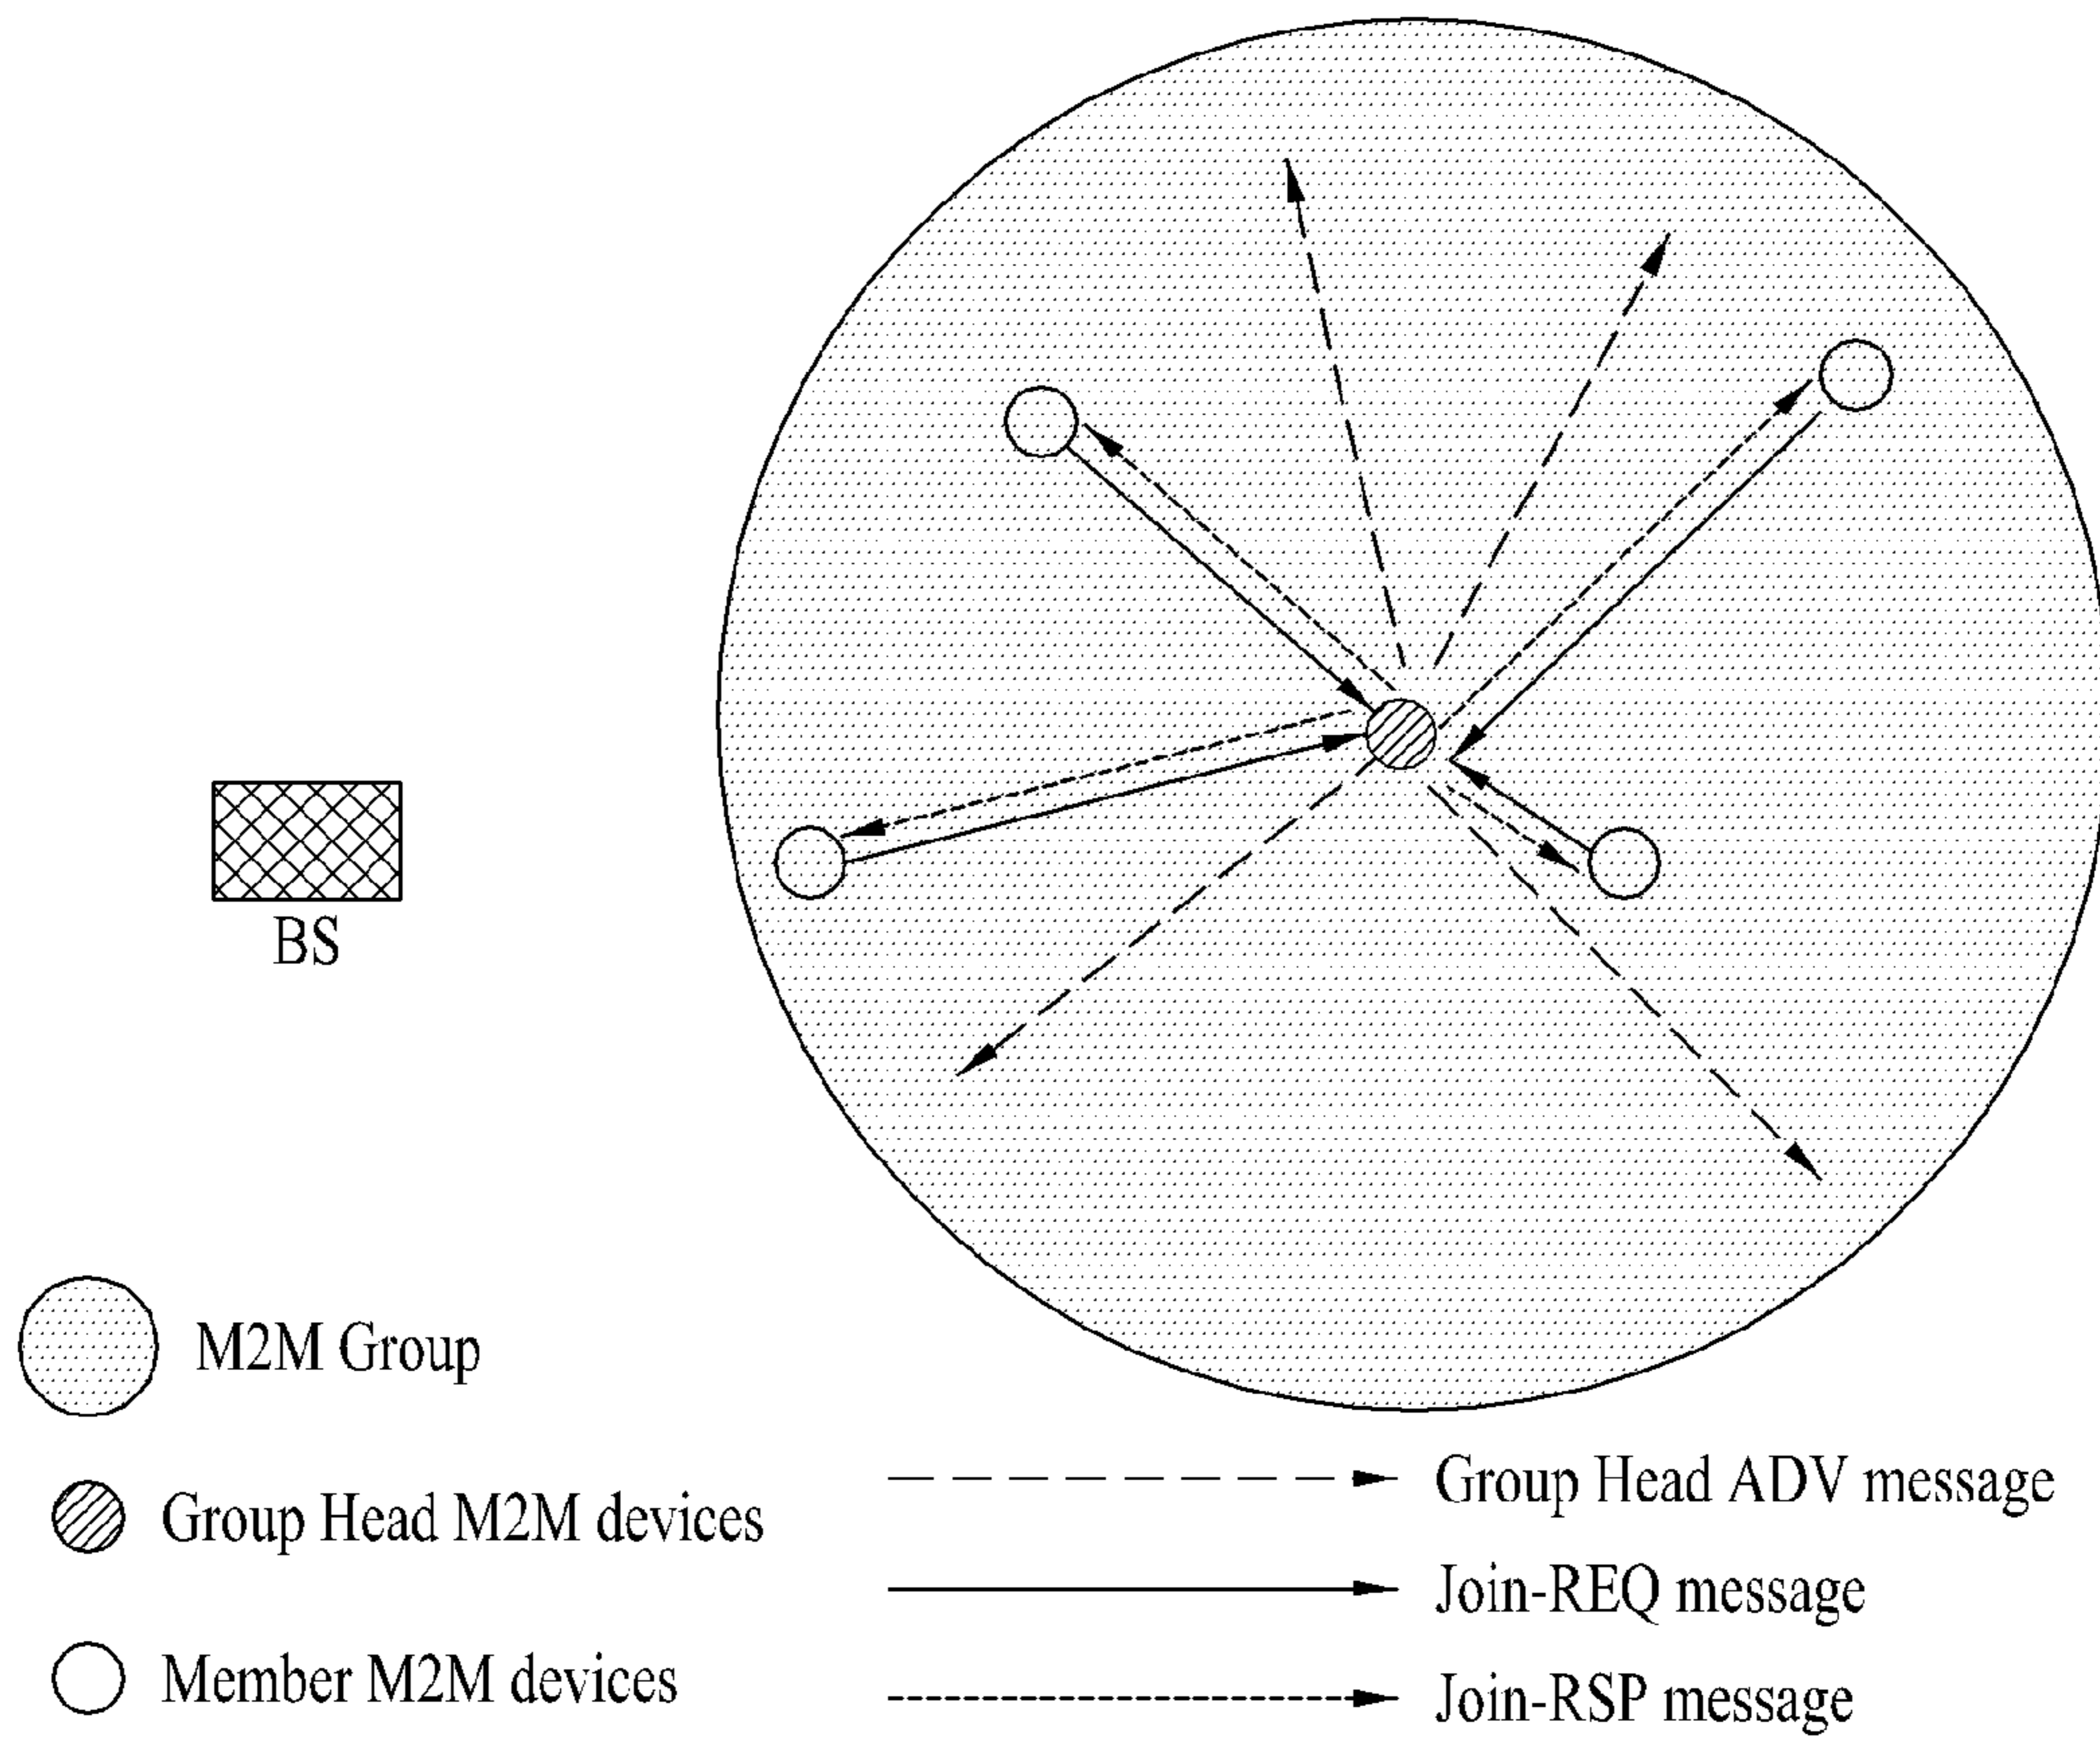 BS
M2M Group
Group Head M2M devices
Member M2M devices
Group Head ADV message
Join-REQ message
Join-RSP message